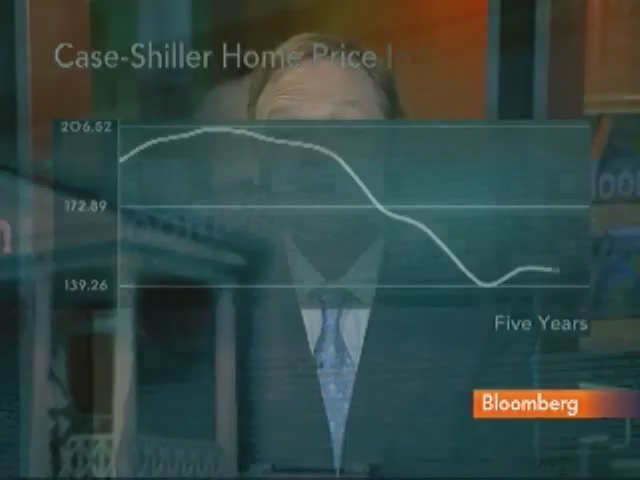 Case-Shiller Home Price I
206.52
172.89
139.26
Five Years
Bloomberg